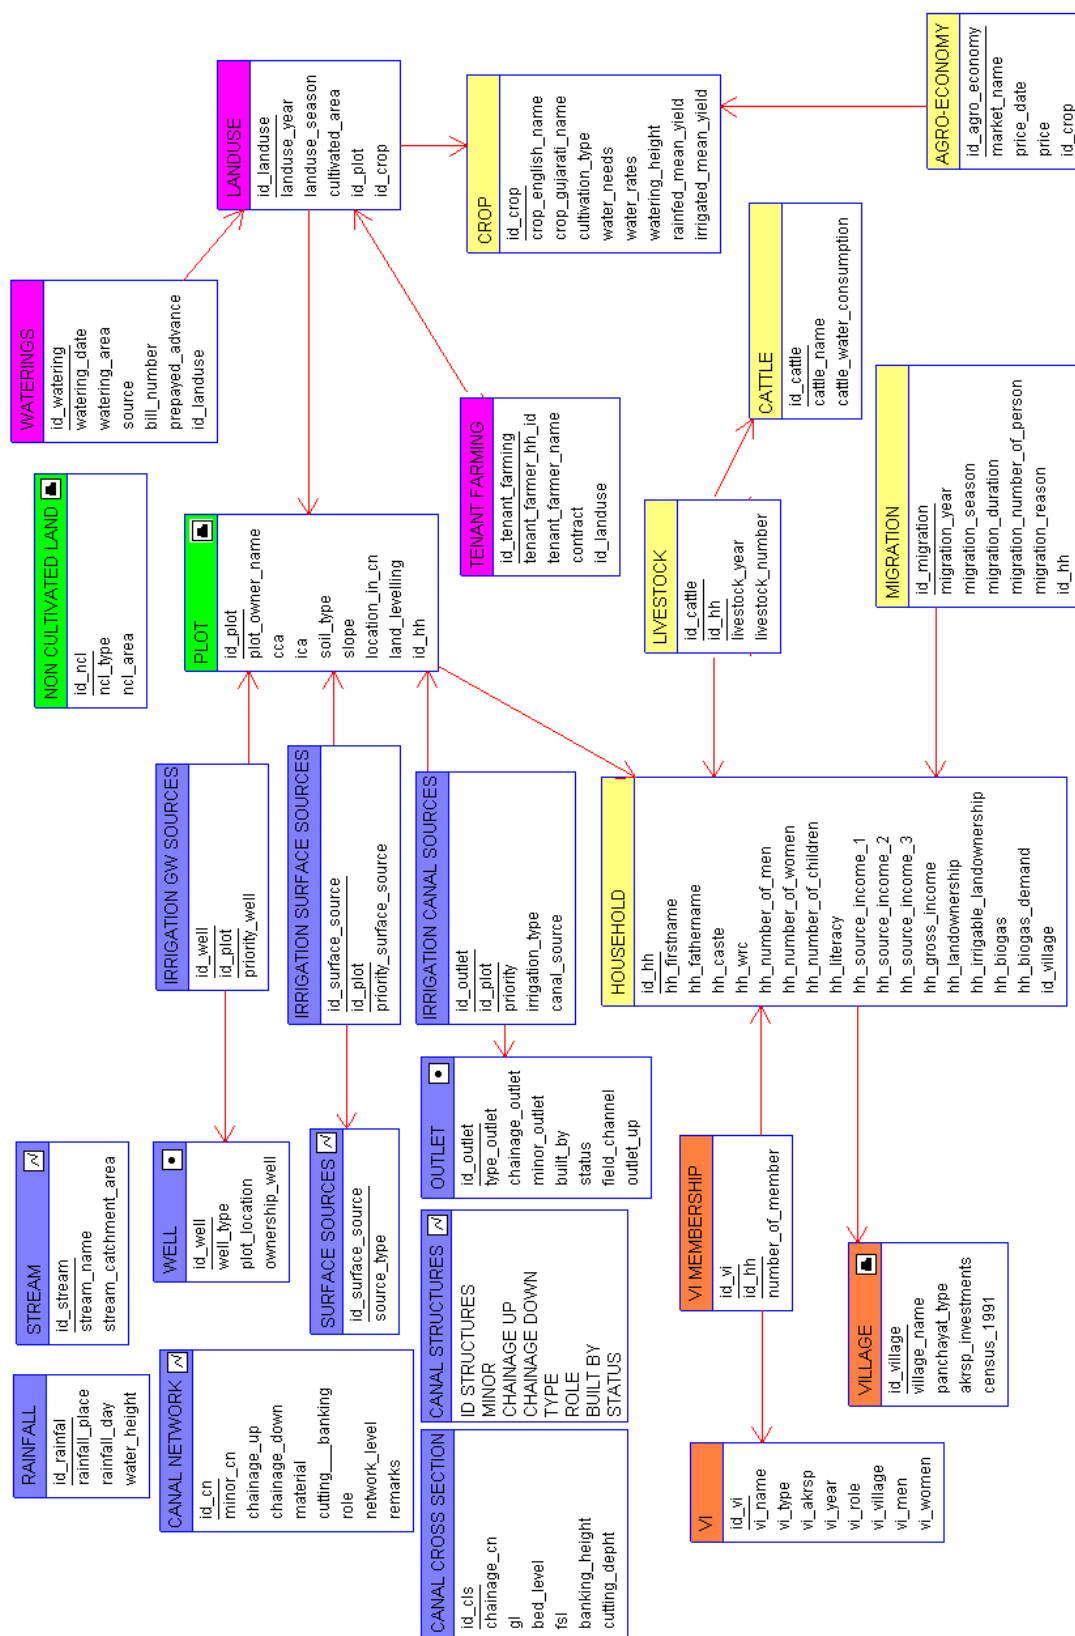 RAINFALL
id_rainfal
rainfall_place
rainfall_day
water_height
STREAM
id_stream
stream_name
stream_catchment_area
NON CULTIVATED LAND
id_ncl
ncl_type
ncl_area
WATERINGS
id_watering
watering_date
watering_area
source
bill_number
prepayed_advance
id_landuse
CANAL NETWORK
id_cn
minor_cn
chainage_up
chainage_down
material
cutting__banking
role
network_level
remarks
WELL
id_well
well_type
plot_location
ownership_well
IRRIGATION GW SOURCES
id_well
id_plot
priority_well
PLOT
id_plot
plot_owner_name
cca
ica
soil_type
slope
location_in_cn
land_levelling
id_hh
LANDUSE
id_landuse
landuse_year
landuse_season
cultivated_area
id_plot
id_crop
SURFACE SOURCES
id_surface_source
source_type
IRRIGATION SURFACE SOURCES
id_surface_source
id_plot
priority_surface_source
CANAL CROSS SECTION
id_cls
chainage_cn
gl
bed_level
fsl
banking_height
cutting_depht
CANAL STRUCTURES
ID STRUCTURES
MINOR
CHAINAGE UP
CHAINAGE DOWN
TYPE
ROLE
BUILT BY
STATUS
OUTLET
id_outlet
type_outlet
chainage_outlet
minor_outlet
built_by
status
field_channel
outlet_up
IRRIGATION CANAL SOURCES
id_outlet
id_plot
priority
irrigation_type
canal_source
TENANT FARMING
id_tenant_farming
tenant_farmer_hh_id
tenant_farmer_name
contract
id_landuse
CROP
id_crop
crop_english_name
crop_gujarati_name
cultivation_type
water_needs
water_rates
watering_height
rainfed_mean_yield
irrigated_mean_yield
HOUSEHOLD
id_hh
hh_firstname
hh_fathername
hh_caste
hh_wrc
hh_number_of_men
hh_number_of_women
hh_number_of_children
hh_literacy
hh_source_income_1
hh_source_income_2
hh_source_income_3
hh_gross_income
hh_landownership
hh_irrigable_landownership
hh_biogas
hh_biogas_demand
id_village
LIVESTOCK
id_cattle
id_hh
livestock_year
livestock_number
CATTLE
id_cattle
cattle_name
cattle_water_consumption
VI
id_vi
vi_name
vi_type
vi_akrsp
vi_year
vi_role
vi_village
vi_men
vi_women
VI MEMBERSHIP
id_vi
id_hh
number_of_member
VILLAGE
id_village
village_name
panchayat_type
akrsp_investments
census_1991
MIGRATION
id_migration
migration_year
migration_season
migration_duration
migration_number_of_person
migration_reason
id_hh
AGRO-ECONOMY
id_agro_economy
market_name
price_date
price
id_crop